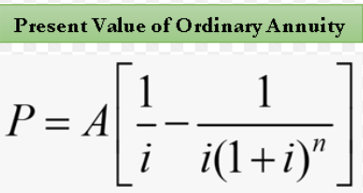 Present Value of Ordinary Annuity
P = A[1/i − 1/i(1+i)ⁿ]